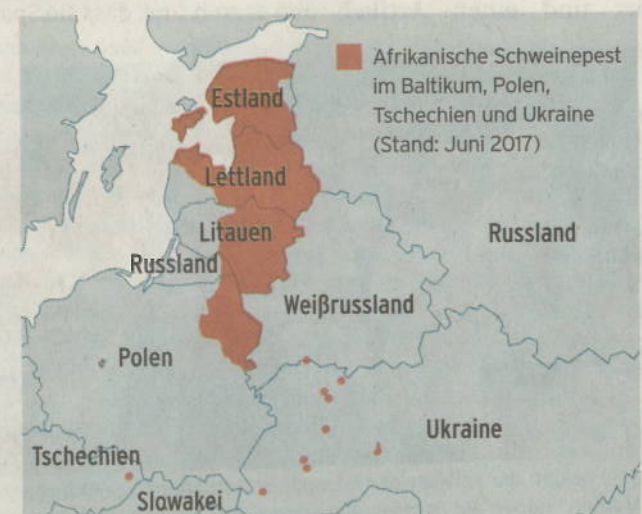 Afrikanische Schweinepest
im Baltikum, Polen,
Tschechien und Ukraine
(Stand: Juni 2017)
Estland
Lettland
Litauen
Russland
Russland
Weißrussland
Polen
Ukraine
Tschechien
Slowakei